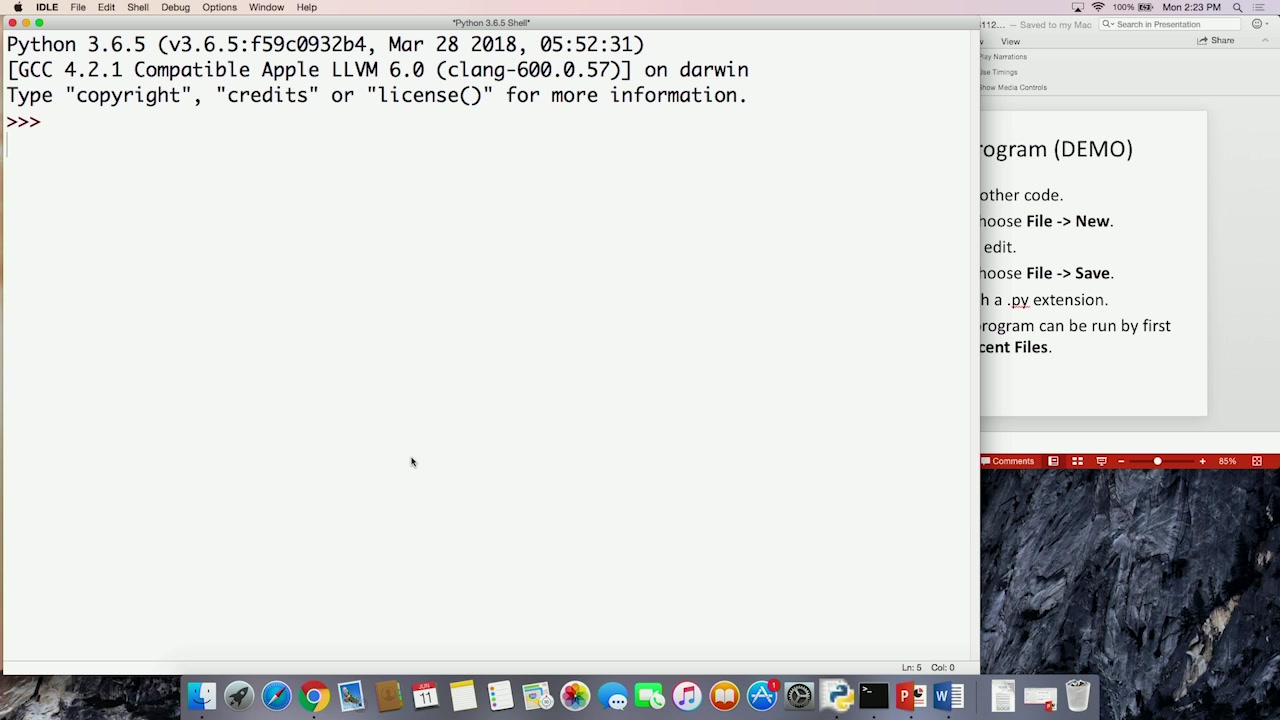 IDLE File Edit Shell Debug Options Window Help 100% Mon 2:23 PM
*Python 3.6.5 Shell*
Python 3.6.5 (v3.6.5:f59c0932b4, Mar 28 2018, 05:52:31)
[GCC 4.2.1 Compatible Apple LLVM 6.0 (clang-600.0.57)] on darwin
Type "copyright", "credits" or "license()" for more information.
>>>
Ln: 5 Col: 0
— Saved to my Mac
Search in Presentation
View
Share
Play Narrations
Use Timings
Show Media Controls
rogram (DEMO)
other code.
hoose File -> New.
edit.
hoose File -> Save.
h a .py extension.
rogram can be run by first
cent Files.
Comments
85%
JUN
11
1